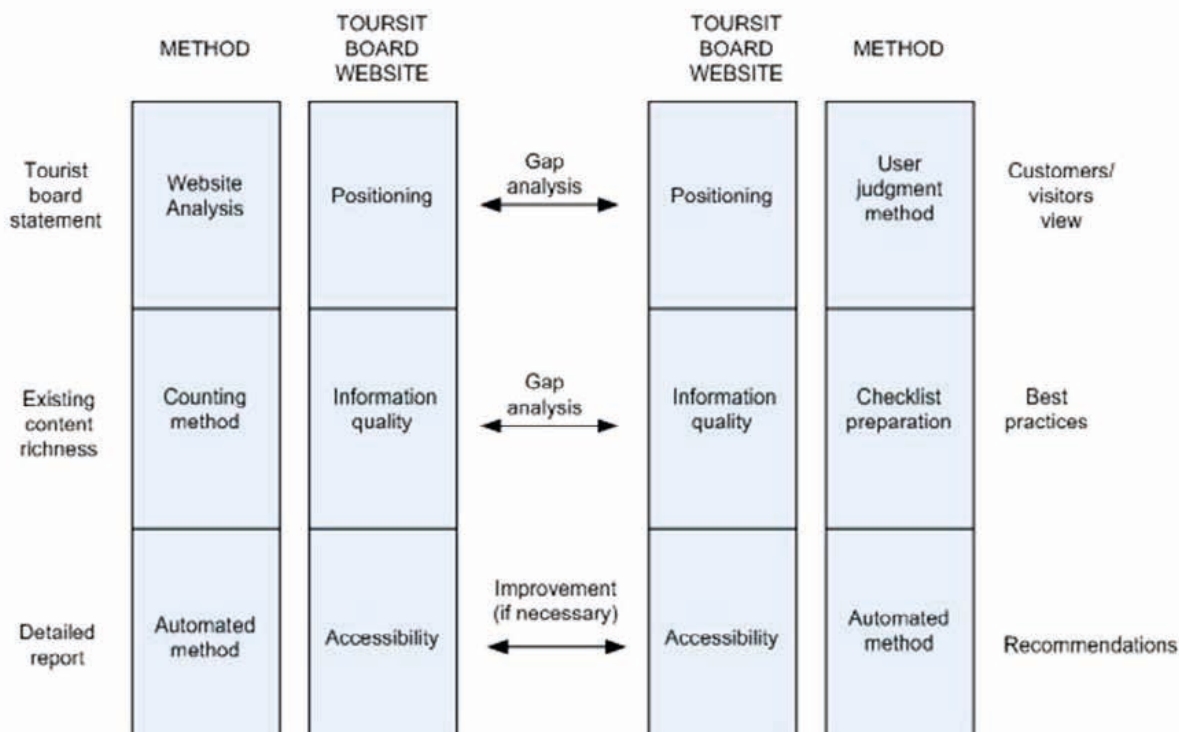 METHOD
TOURSIT
BOARD
WEBSITE
TOURSIT
BOARD
WEBSITE
METHOD
Tourist
board
statement
Website
Analysis
Positioning
Gap
analysis
Positioning
User
judgment
method
Customers/
visitors
view
Existing
content
richness
Counting
method
Information
quality
Gap
analysis
Information
quality
Checklist
preparation
Best
practices
Detailed
report
Automated
method
Accessibility
Improvement
(if necessary)
Accessibility
Automated
method
Recommendations